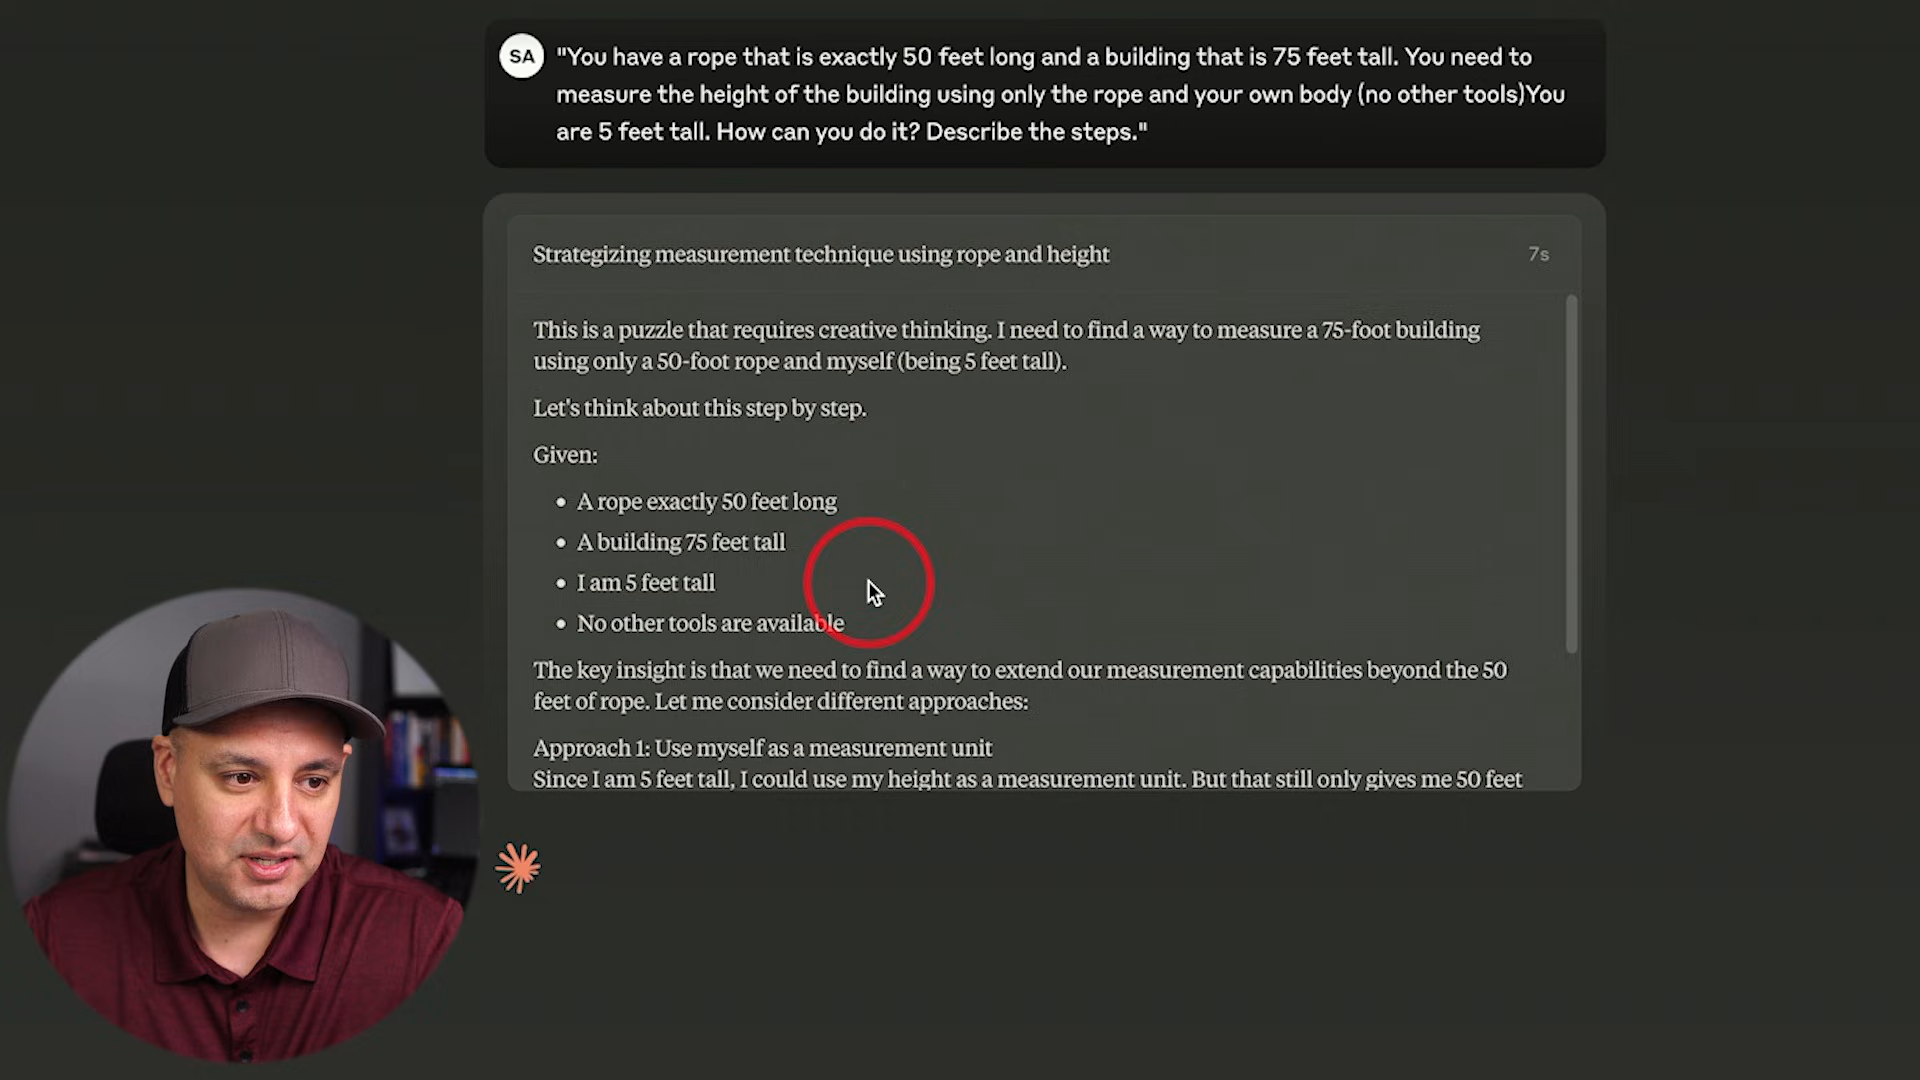 SA
"You have a rope that is exactly 50 feet long and a building that is 75 feet tall. You need to
measure the height of the building using only the rope and your own body (no other tools)You
are 5 feet tall. How can you do it? Describe the steps."
Strategizing measurement technique using rope and height
7s
This is a puzzle that requires creative thinking. I need to find a way to measure a 75-foot building
using only a 50-foot rope and myself (being 5 feet tall).
Let's think about this step by step.
Given:
• A rope exactly 50 feet long
• A building 75 feet tall
• I am 5 feet tall
• No other tools are available
The key insight is that we need to find a way to extend our measurement capabilities beyond the 50
feet of rope. Let me consider different approaches:
Approach 1: Use myself as a measurement unit
Since I am 5 feet tall, I could use my height as a measurement unit. But that still only gives me 50 feet